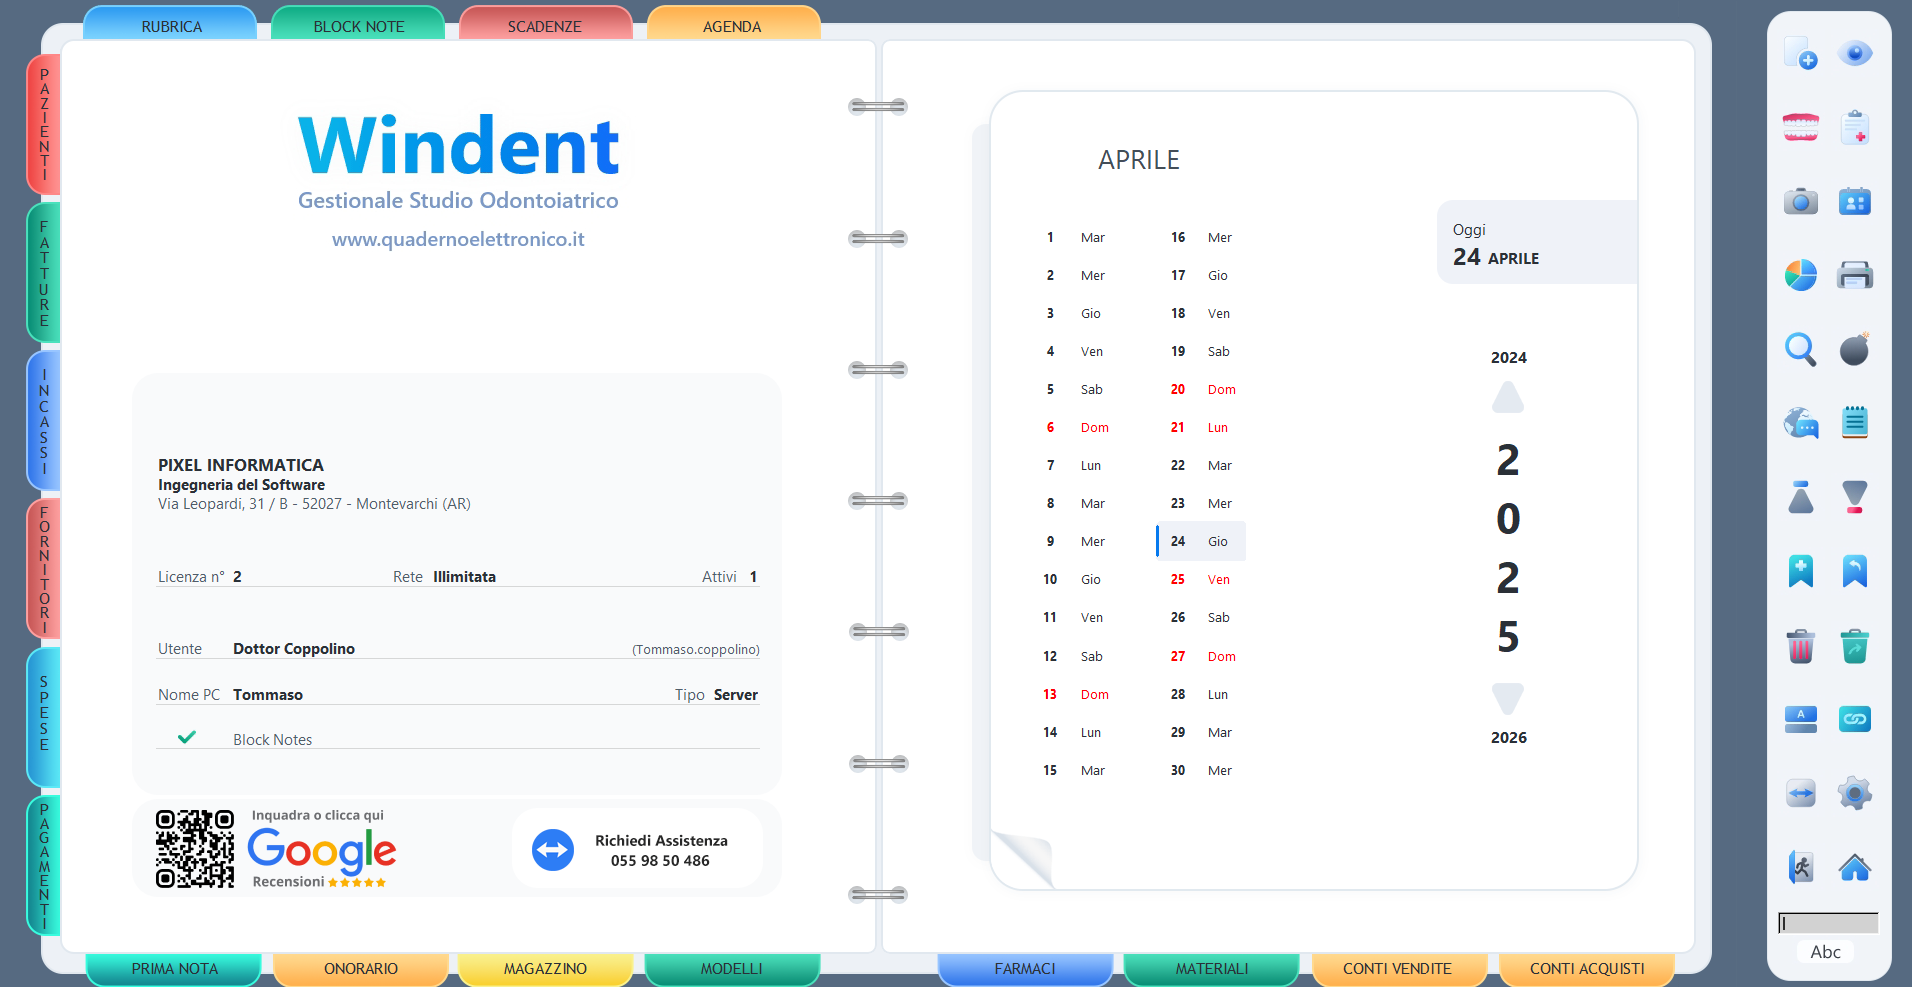 RUBRICA
BLOCK NOTE
SCADENZE
AGENDA
PAZIENTI
FATTURE
INCASSI
FORNITORI
SPESE
PAGAMENTI
Windent
Gestionale Studio Odontoiatrico
www.quadernoelettronico.it
PIXEL INFORMATICA
Ingegneria del Software
Via Leopardi, 31 / B - 52027 - Montevarchi (AR)
Licenza n° 2 Rete Illimitata Attivi 1
Utente Dottor Coppolino (Tommaso.coppolino)
Nome PC Tommaso Tipo Server
Block Notes
Inquadra o clicca qui
Google
Recensioni
Richiedi Assistenza
055 98 50 486
APRILE
1 Mar 16 Mer
2 Mer 17 Gio
3 Gio 18 Ven
4 Ven 19 Sab
5 Sab 20 Dom
6 Dom 21 Lun
7 Lun 22 Mar
8 Mar 23 Mer
9 Mer 24 Gio
10 Gio 25 Ven
11 Ven 26 Sab
12 Sab 27 Dom
13 Dom 28 Lun
14 Lun 29 Mar
15 Mar 30 Mer
Oggi
24 APRILE
2024
2
0
2
5
2026
A
Abc
PRIMA NOTA
ONORARIO
MAGAZZINO
MODELLI
FARMACI
MATERIALI
CONTI VENDITE
CONTI ACQUISTI